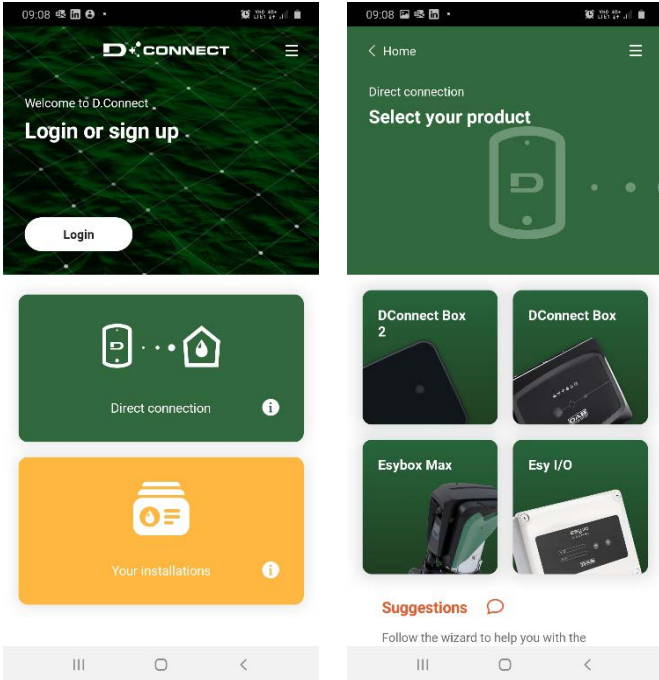 09:08
D CONNECT
Welcome to D.Connect
Login or sign up
Login
Direct connection
Your installations
09:08
Home
Direct connection
Select your product
DConnect Box
2
DConnect Box
DAB
Esybox Max
Esy I/O
Suggestions
Follow the wizard to help you with the